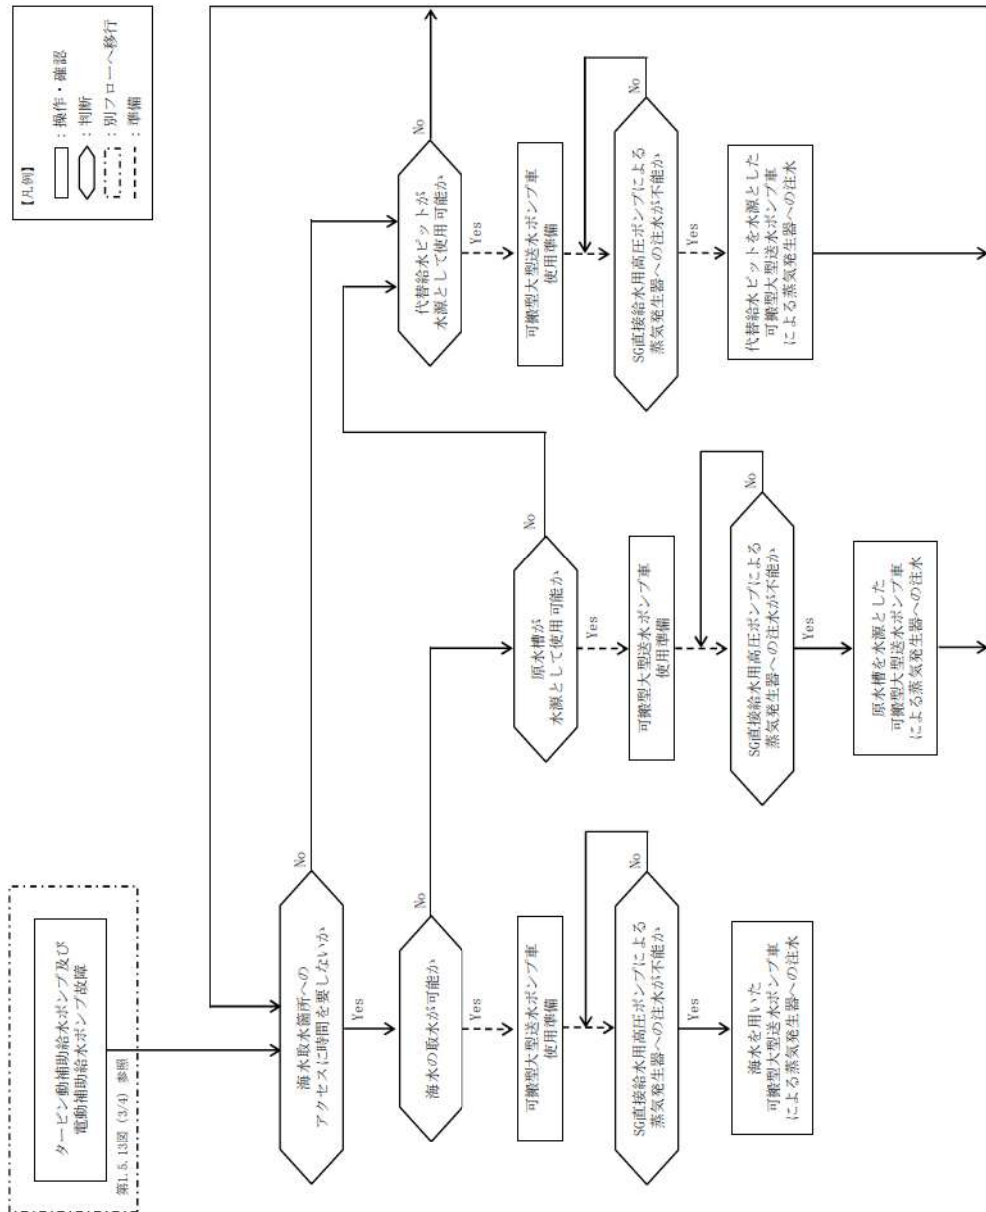 タービン動補助給水ポンプ及び
電動補助給水ポンプ故障
第1.5.13図 (3/4) 参照
【凡例】
：操作・確認
：判断
：別フローへ移行
：準備
海水取水箇所への
アクセスに時間を要しないか
No
Yes
海水の取水が可能か
No
Yes
可搬型大型送水ポンプ車
使用準備
SG直接給水用高圧ポンプによる
蒸気発生器への注水が不能か
No
Yes
海水を用いた
可搬型大型送水ポンプ車
による蒸気発生器への注水
原水槽が
水源として使用可能か
No
Yes
可搬型大型送水ポンプ車
使用準備
SG直接給水用高圧ポンプによる
蒸気発生器への注水が不能か
No
Yes
原水槽を水源とした
可搬型大型送水ポンプ車
による蒸気発生器への注水
代替給水ピットが
水源として使用可能か
No
Yes
可搬型大型送水ポンプ車
使用準備
SG直接給水用高圧ポンプによる
蒸気発生器への注水が不能か
No
Yes
代替給水ピットを水源とした
可搬型大型送水ポンプ車
による蒸気発生器への注水